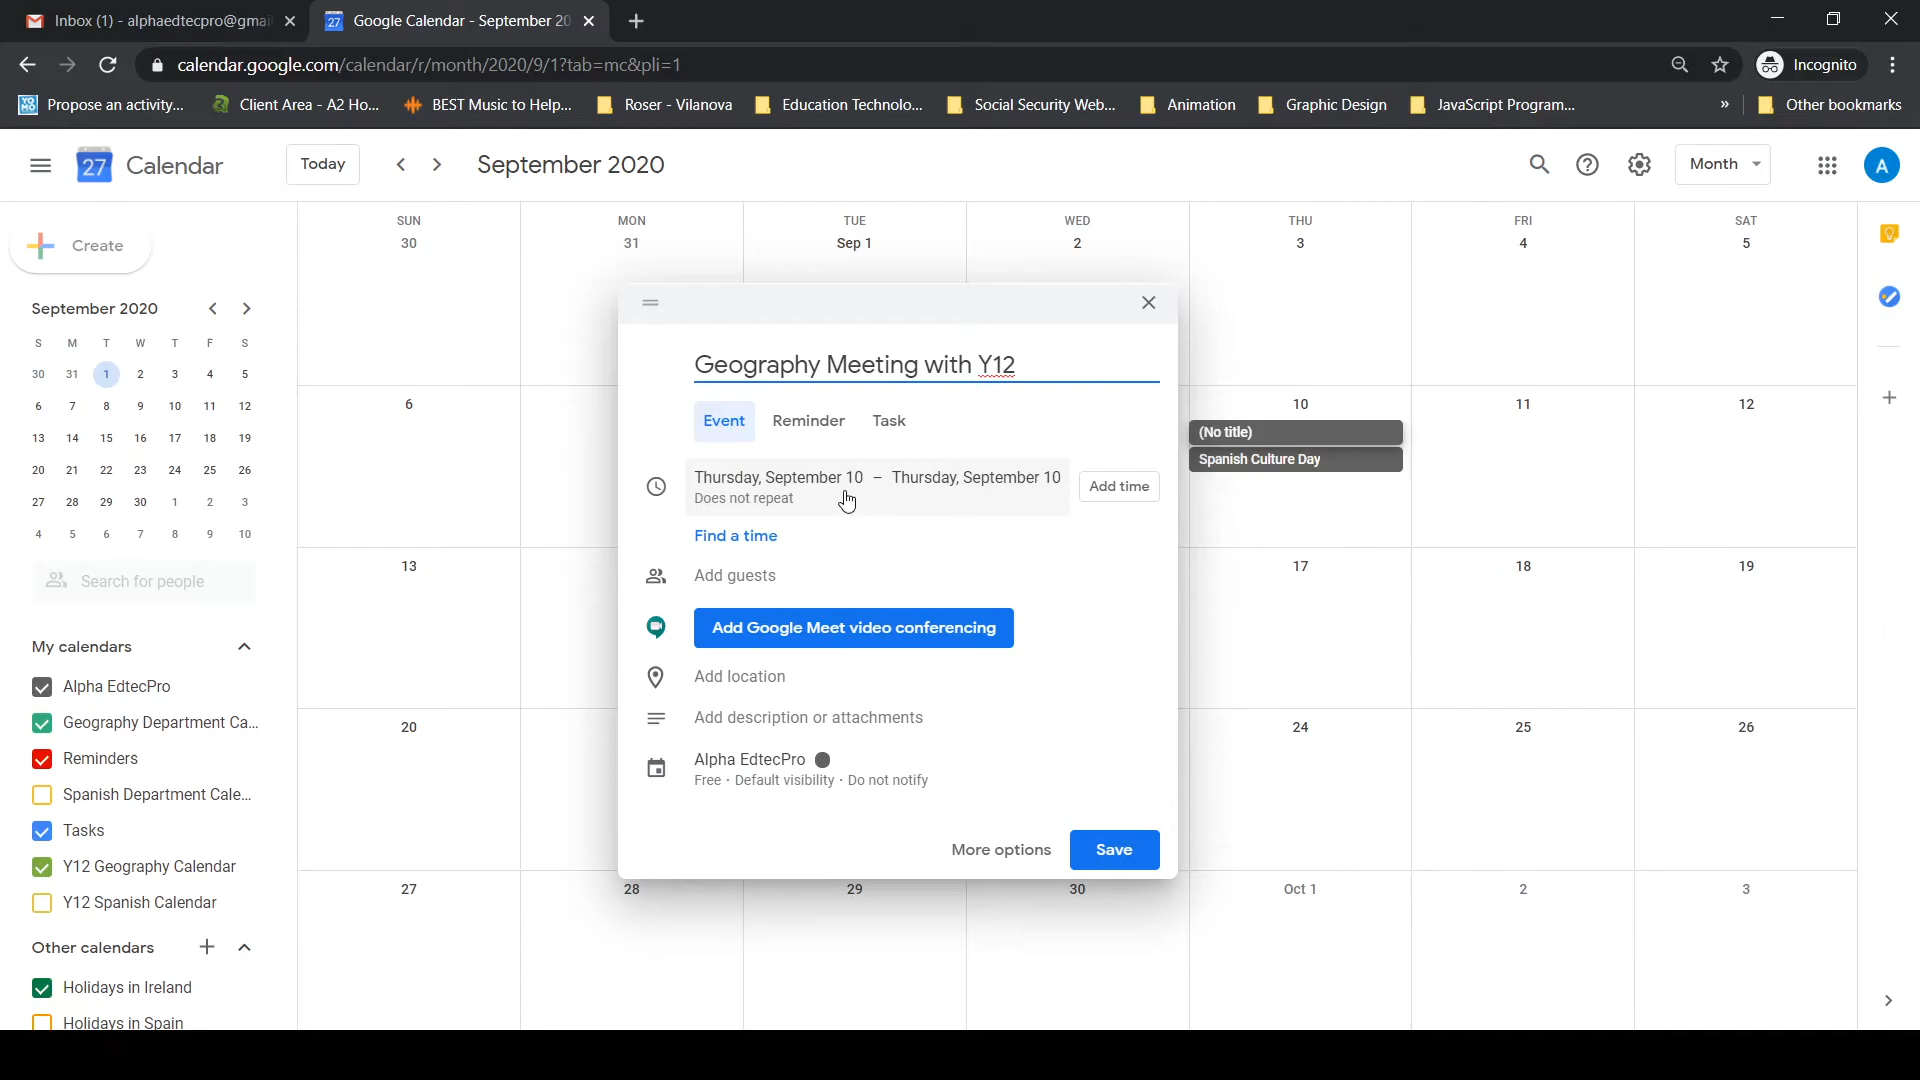 Inbox (1) - alphaedtecpro@gmai
Google Calendar - September 20
calendar.google.com/calendar/r/month/2020/9/1?tab=mc&pli=1
Incognito
Propose an activity...
Client Area - A2 Ho...
BEST Music to Help...
Roser - Vilanova
Education Technolo...
Social Security Web...
Animation
Graphic Design
JavaScript Program...
»
Other bookmarks
27 Calendar
Today
September 2020
Month
A
Create
September 2020
S M T W T F S
30 31 1 2 3 4 5
6 7 8 9 10 11 12
13 14 15 16 17 18 19
20 21 22 23 24 25 26
27 28 29 30 1 2 3
4 5 6 7 8 9 10
Search for people
My calendars
Alpha EdtecPro
Geography Department Ca...
Reminders
Spanish Department Cale...
Tasks
Y12 Geography Calendar
Y12 Spanish Calendar
Other calendars
Holidays in Ireland
Holidays in Spain
SUN MON TUE WED THU FRI SAT
30 31 Sep 1 2 3 4 5
6 10 11 12
(No title)
Spanish Culture Day
13 17 18 19
20 24 25 26
27 28 29 30 Oct 1 2 3
Geography Meeting with Y12
Event Reminder Task
Thursday, September 10 – Thursday, September 10
Add time
Does not repeat
Find a time
Add guests
Add Google Meet video conferencing
Add location
Add description or attachments
Alpha EdtecPro
Free · Default visibility · Do not notify
More options
Save